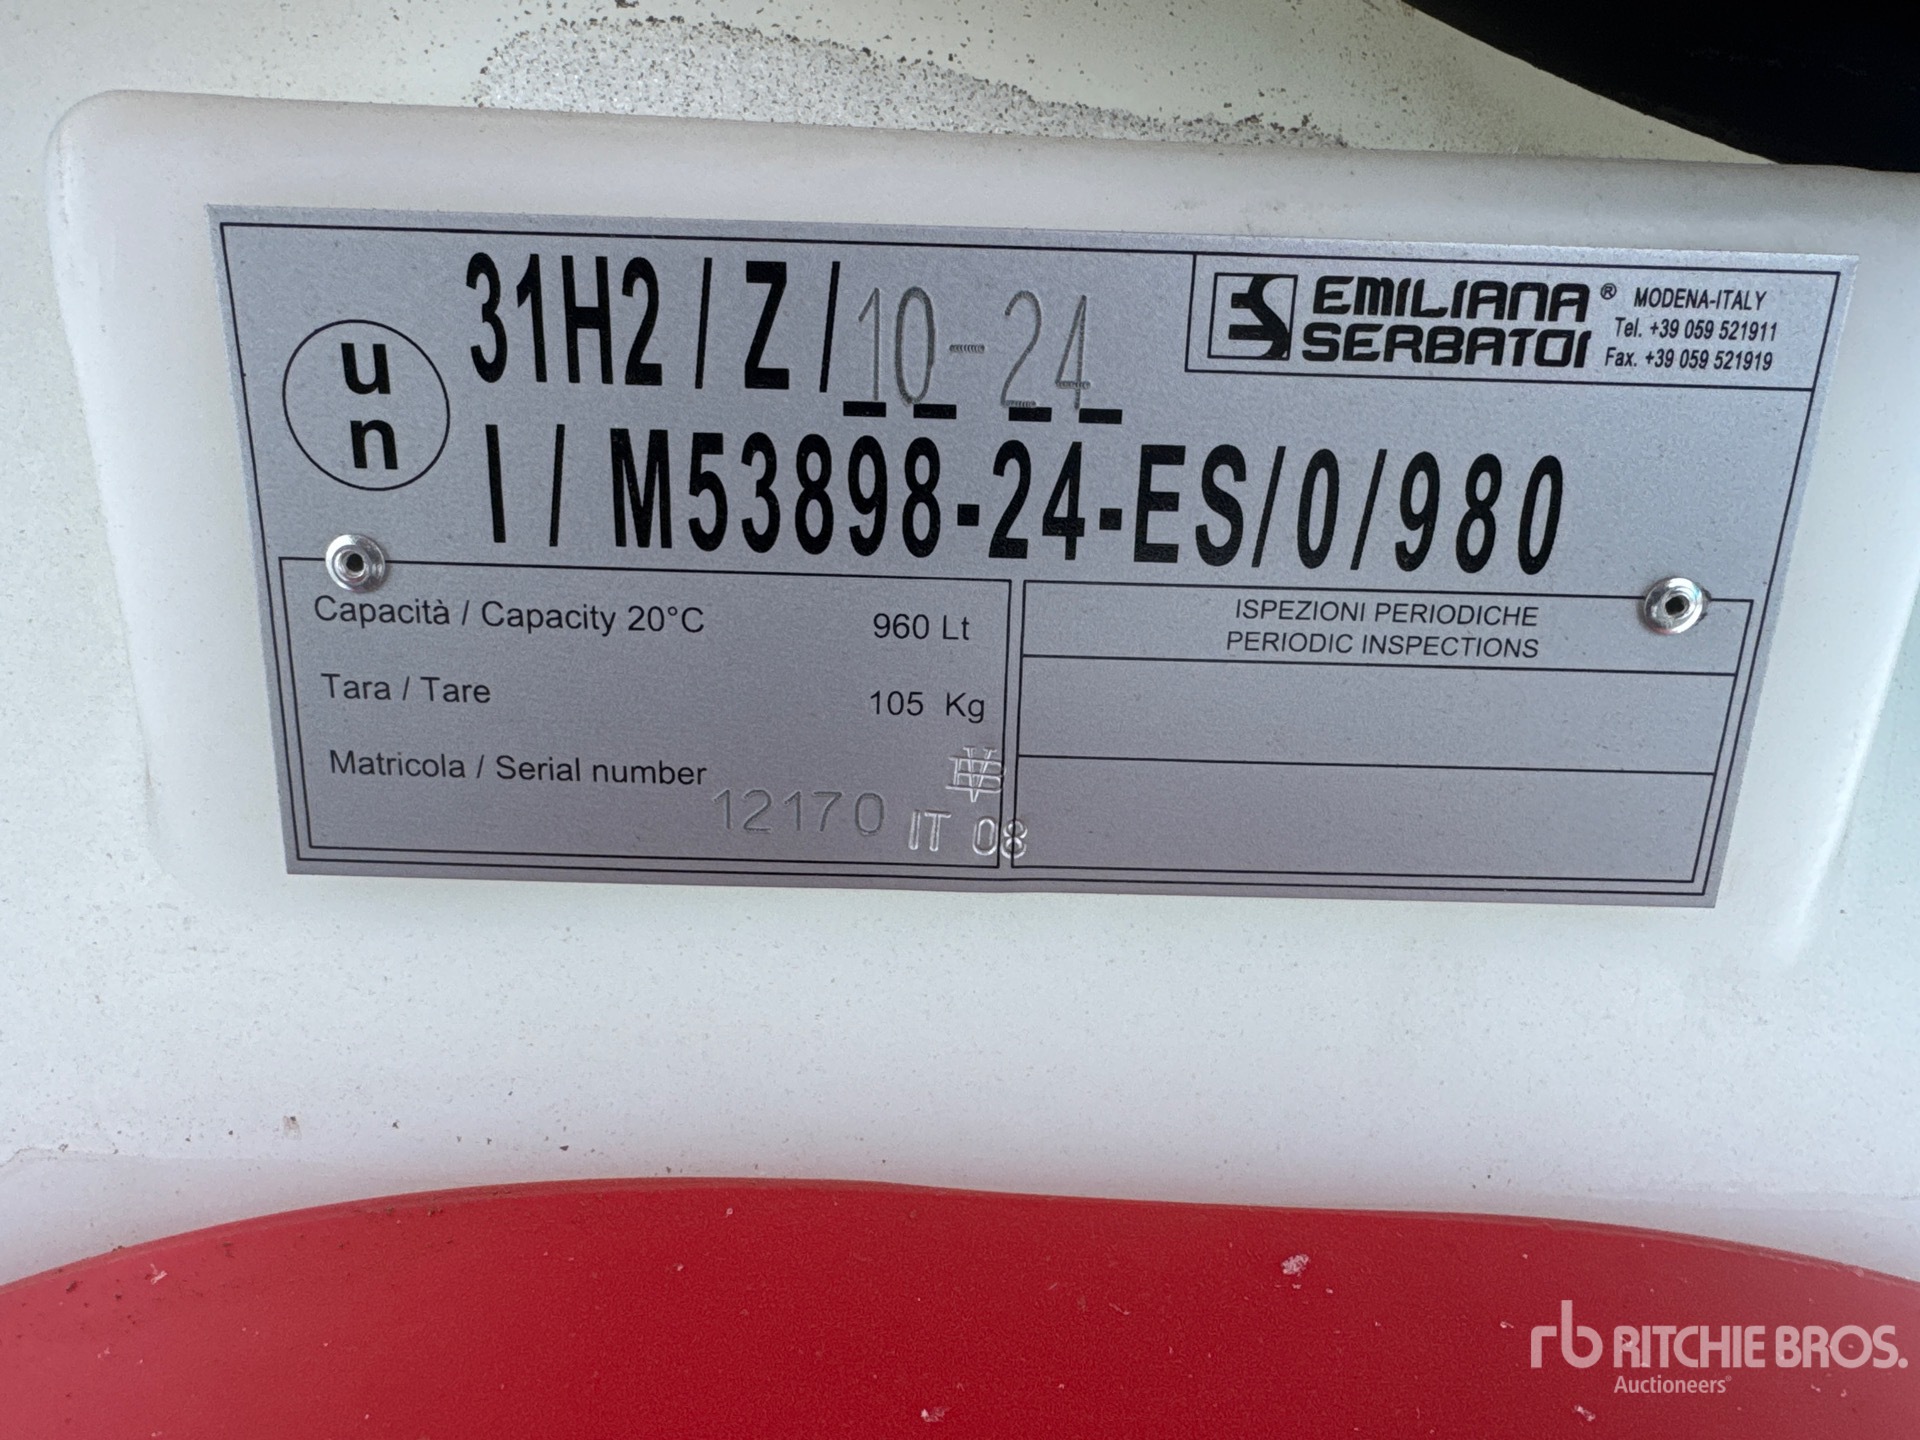 un
31H2/Z/10-24
I/M53898-24-ES/0/980
EMILIANA® SERBATOI
MODENA-ITALY
Tel. +39 059 521911
Fax. +39 059 521919
Capacità / Capacity 20°C 960 Lt
Tara / Tare 105 Kg
Matricola / Serial number 12170 IT 08
ISPEZIONI PERIODICHE
PERIODIC INSPECTIONS
rb RITCHIE BROS.
Auctioneers